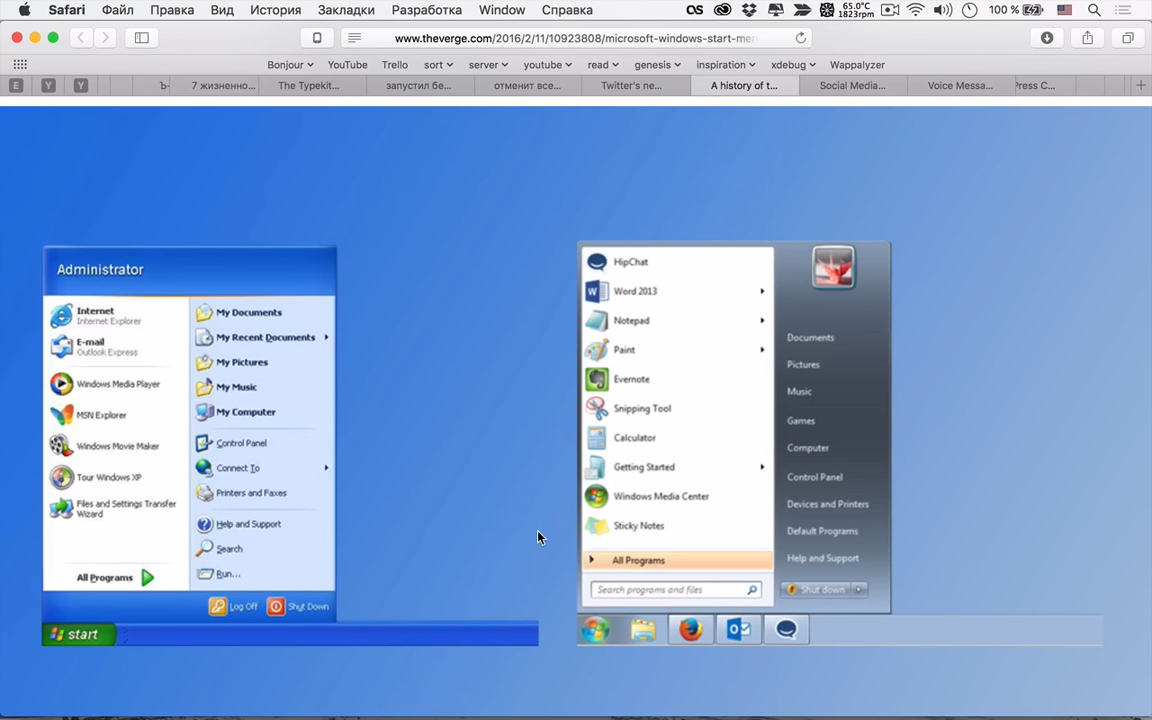 Safari Файл Правка Вид История Закладки Разработка Window Справка 65.0°C 1823rpm 100 %
www.theverge.com/2016/2/11/10923808/microsoft-windows-start-men
Bonjour YouTube Trello sort server youtube read genesis inspiration xdebug Wappalyzer
E Y Y Ъ- 7 жизненно... The Typekit... запустил бе... отменит все... Twitter's ne... A history of t... Social Media... Voice Messa... Press C...
Administrator
Internet
Internet Explorer
E-mail
Outlook Express
Windows Media Player
MSN Explorer
Windows Movie Maker
Tour Windows XP
Files and Settings Transfer
Wizard
All Programs
My Documents
My Recent Documents
My Pictures
My Music
My Computer
Control Panel
Connect To
Printers and Faxes
Help and Support
Search
Run...
Log Off Shut Down
start
HipChat
Word 2013
Notepad
Paint
Evernote
Snipping Tool
Calculator
Getting Started
Windows Media Center
Sticky Notes
All Programs
Search programs and files
Documents
Pictures
Music
Games
Computer
Control Panel
Devices and Printers
Default Programs
Help and Support
Shut down